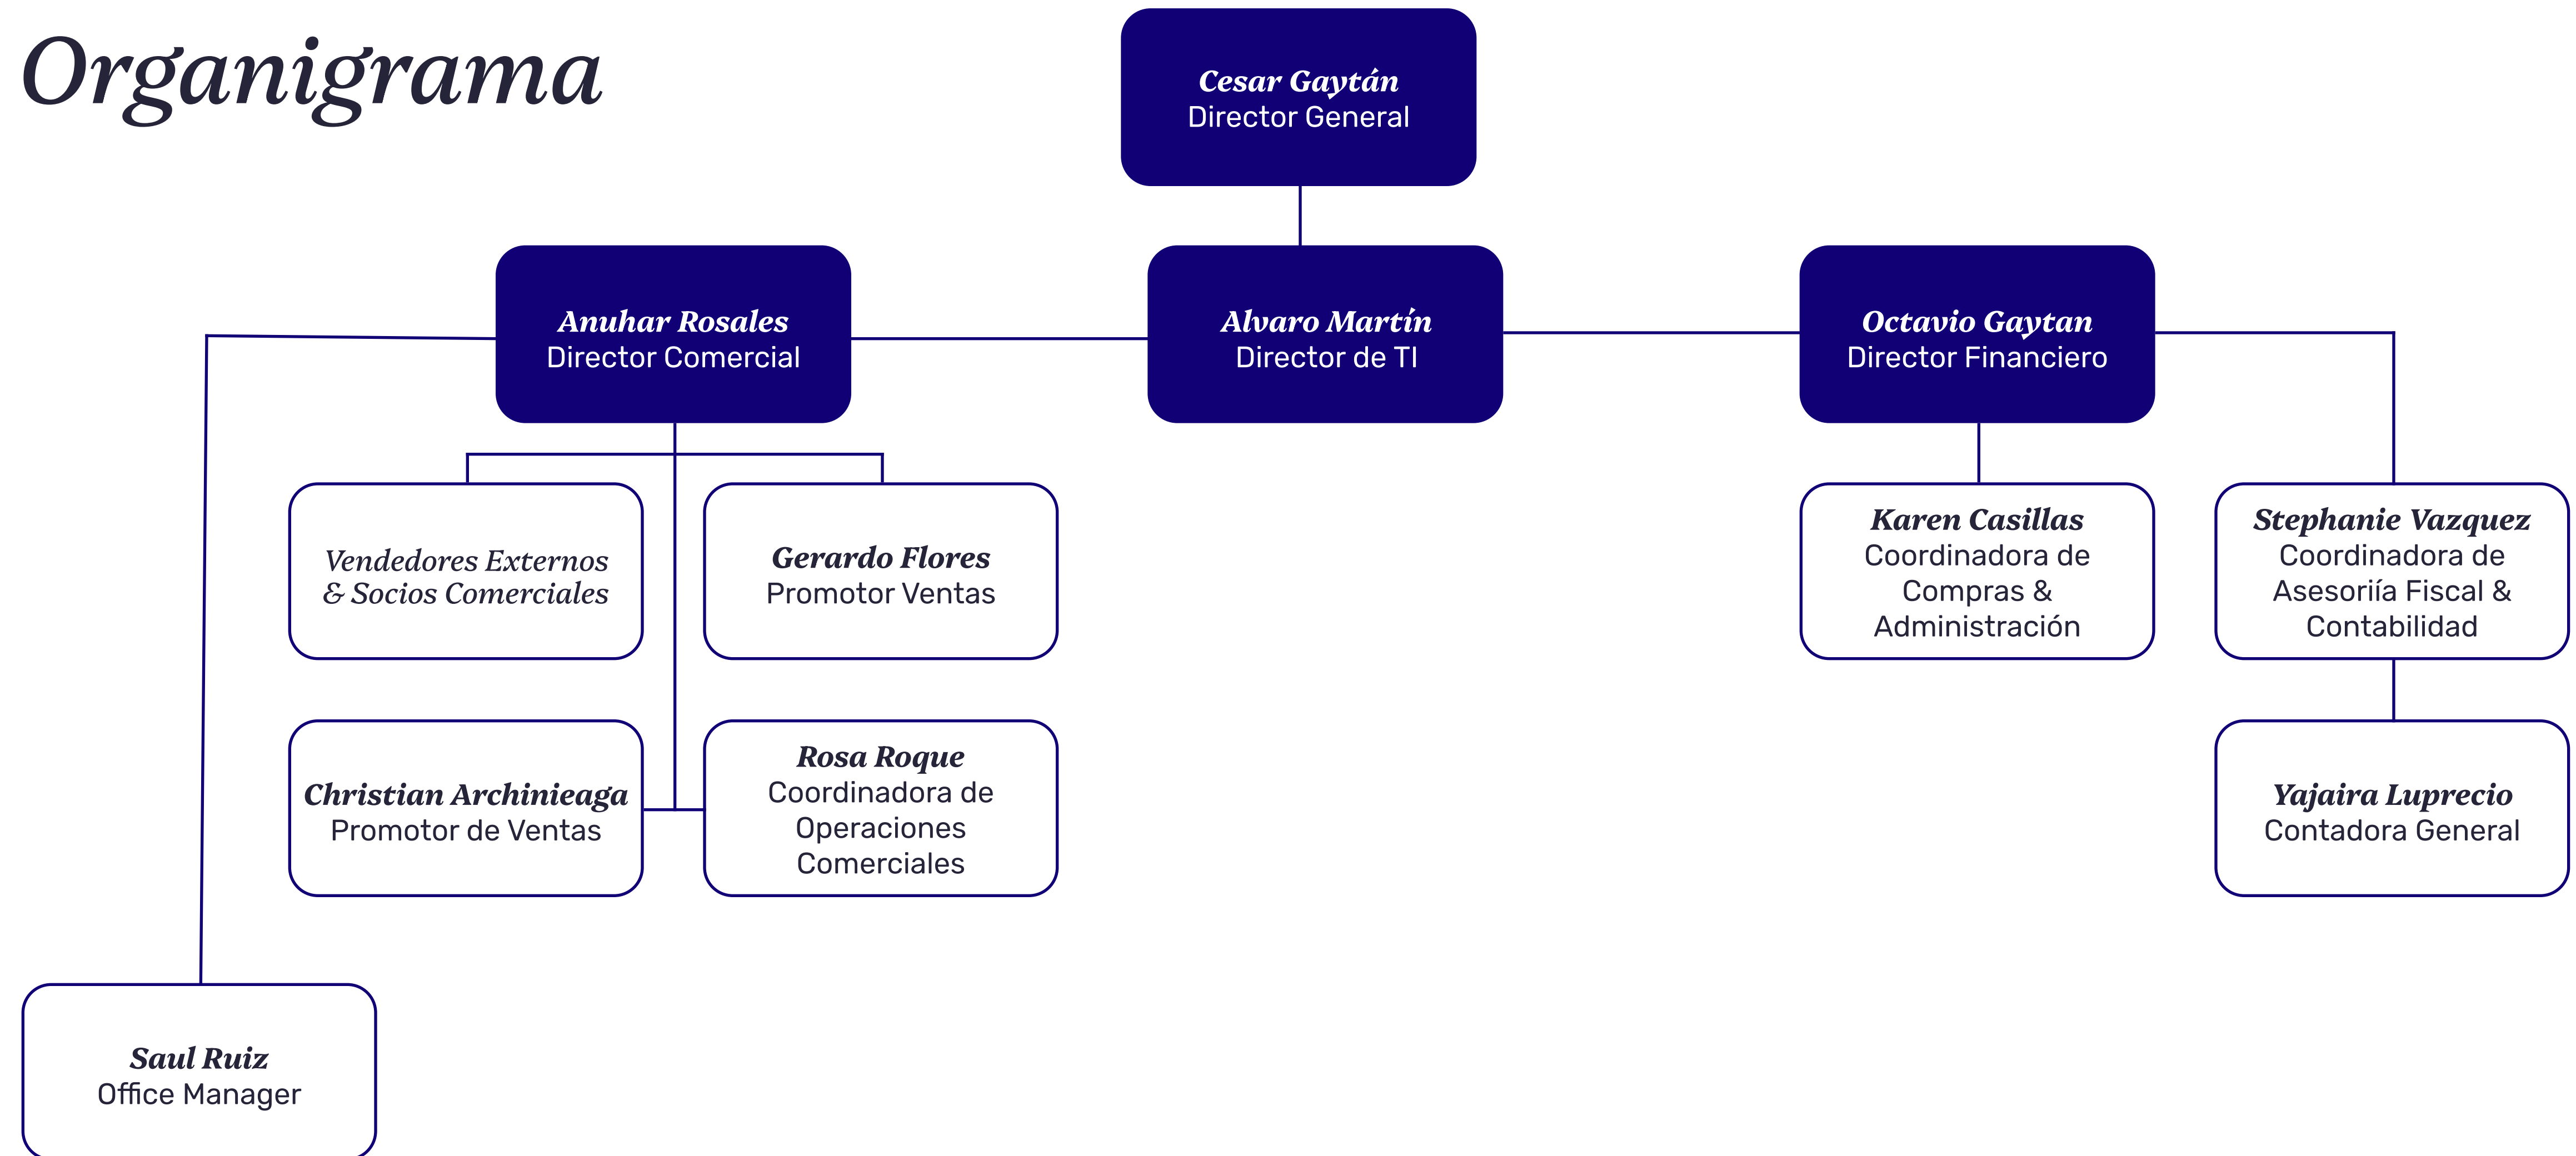 Organigrama
Cesar Gaytán
Director General
Anuhar Rosales
Director Comercial
Alvaro Martín
Director de TI
Octavio Gaytan
Director Financiero
Vendedores Externos
& Socios Comerciales
Gerardo Flores
Promotor Ventas
Karen Casillas
Coordinadora de
Compras &
Administración
Stephanie Vazquez
Coordinadora de
Asesoriía Fiscal &
Contabilidad
Christian Archinieaga
Promotor de Ventas
Rosa Roque
Coordinadora de
Operaciones
Comerciales
Yajaira Luprecio
Contadora General
Saul Ruiz
Office Manager